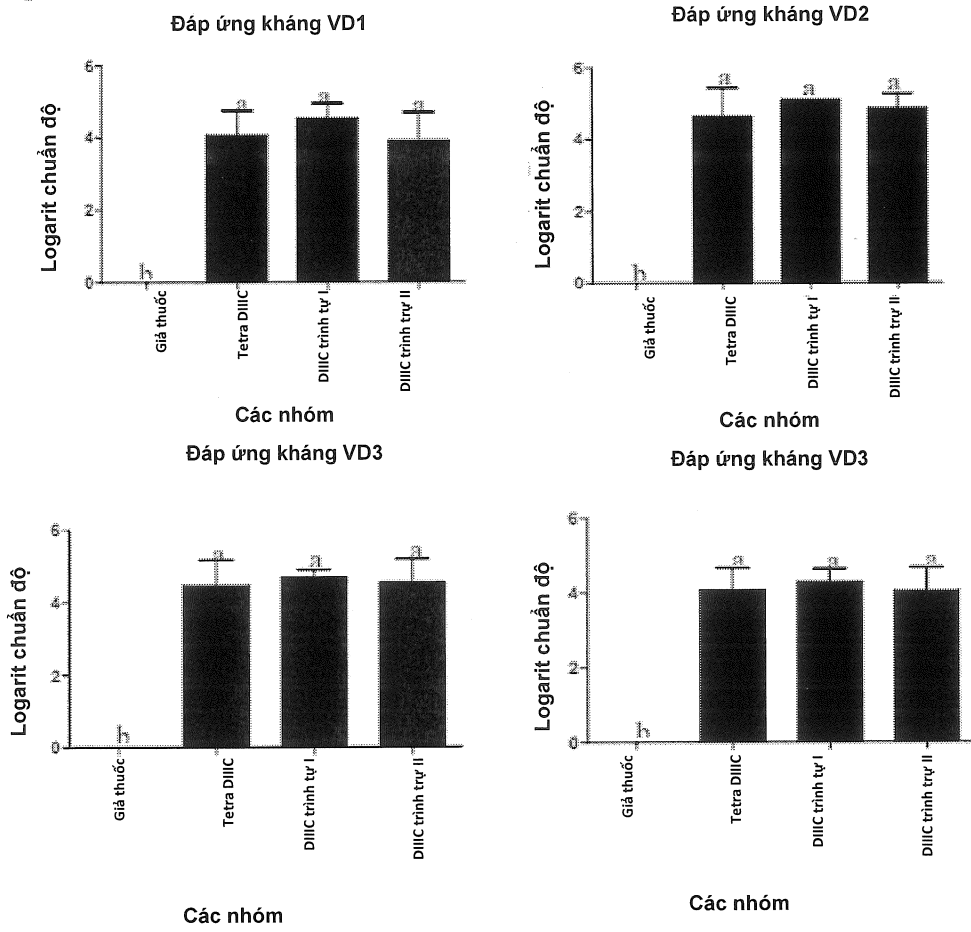 Đáp ứng kháng VD1
Logarit chuẩn độ
6
4
2
0
h
a
a
a
Giả thuốc
Tetra DIIIC
DIIIC trình tự I
DIIIC trình trự II
Các nhóm
Đáp ứng kháng VD2
Logarit chuẩn độ
6
4
2
0
h
a
a
a
Giả thuốc
Tetra DIIIC
DIIIC trình tự I
DIIIC trình trự II
Các nhóm
Đáp ứng kháng VD3
Logarit chuẩn độ
6
4
2
0
h
a
a
a
Giả thuốc
Tetra DIIIC
DIIIC trình tự I
DIIIC trình trự II
Các nhóm
Đáp ứng kháng VD3
Logarit chuẩn độ
6
4
2
0
h
a
a
a
Giả thuốc
Tetra DIIIC
DIIIC trình tự I
DIIIC trình trự II
Các nhóm